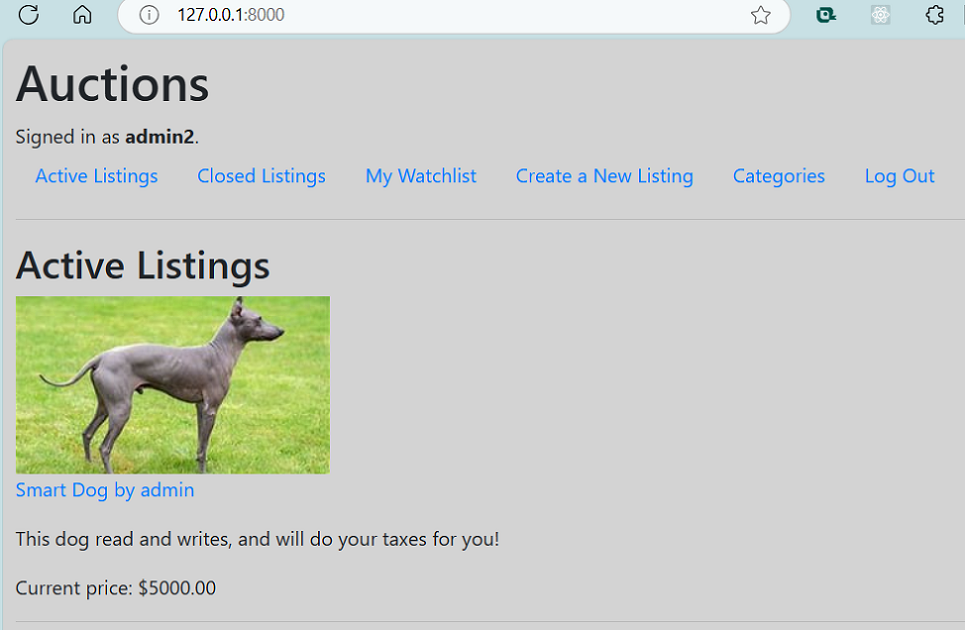 127.0.0.1:8000
Auctions
Signed in as admin2.
Active Listings Closed Listings My Watchlist Create a New Listing Categories Log Out
Active Listings
Smart Dog by admin
This dog read and writes, and will do your taxes for you!
Current price: $5000.00